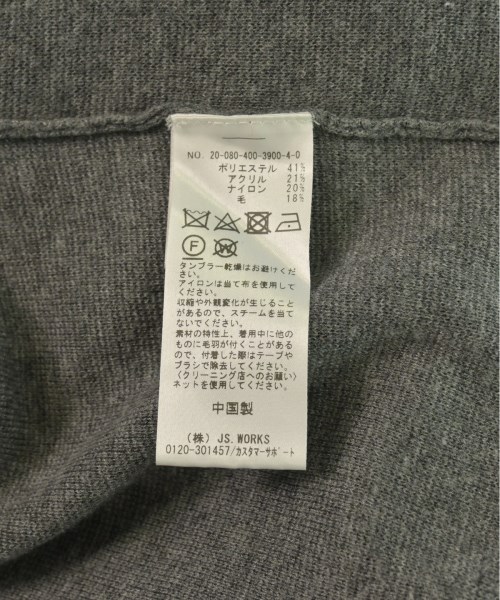 NO. 20-080-400-3900-4-0
ポリエステル 41%
アクリル 21%
ナイロン 20%
毛 18%
F W
タンブラー乾燥はお避けくだ
さい。
アイロンは当て布を使用して
ください。
収縮や外観変化が生じること
があるので、スチームを当て
ないでください。
素材の特性上、着用中に他の
ものに毛羽が付くことがある
ので、付着した際はテープや
ブラシで除去してください。
(クリーニング店へのお願い)
ネットを使用してください。
中国製
(株) JS.WORKS
0120-301457/カスタマーサポート